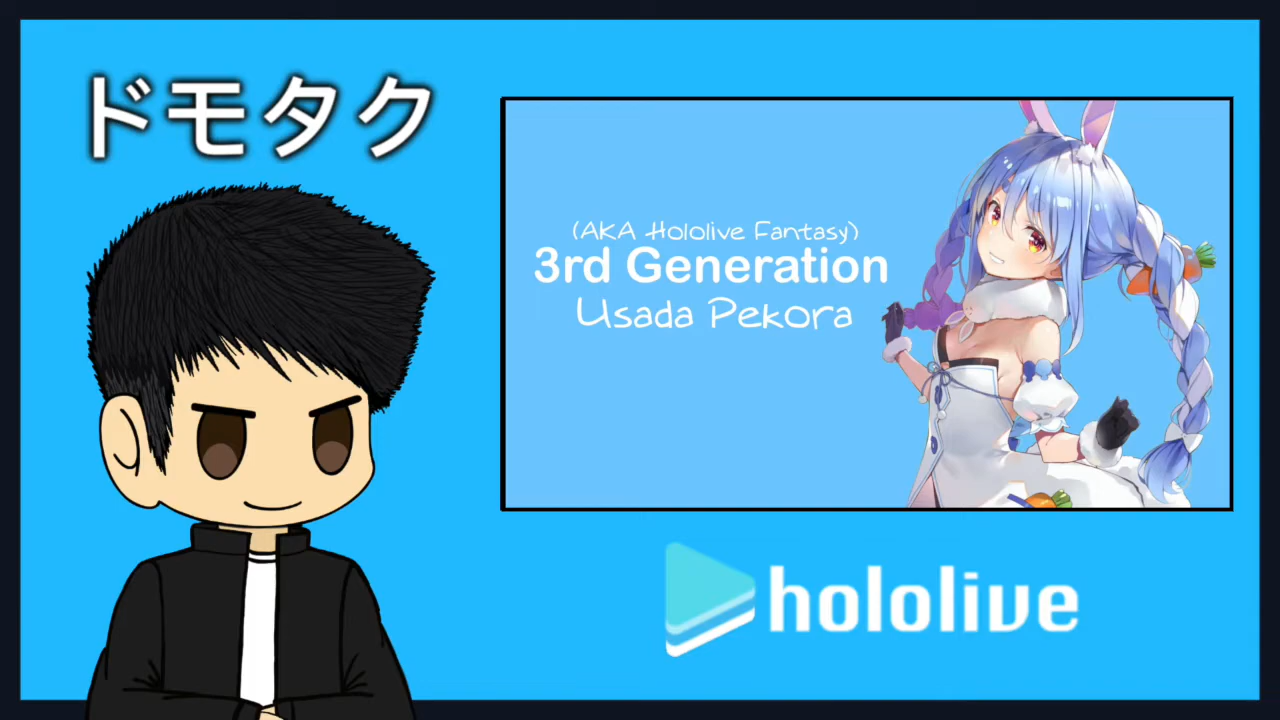 ドモタク
(AKA Hololive Fantasy)
3rd Generation
Usada Pekora
hololive